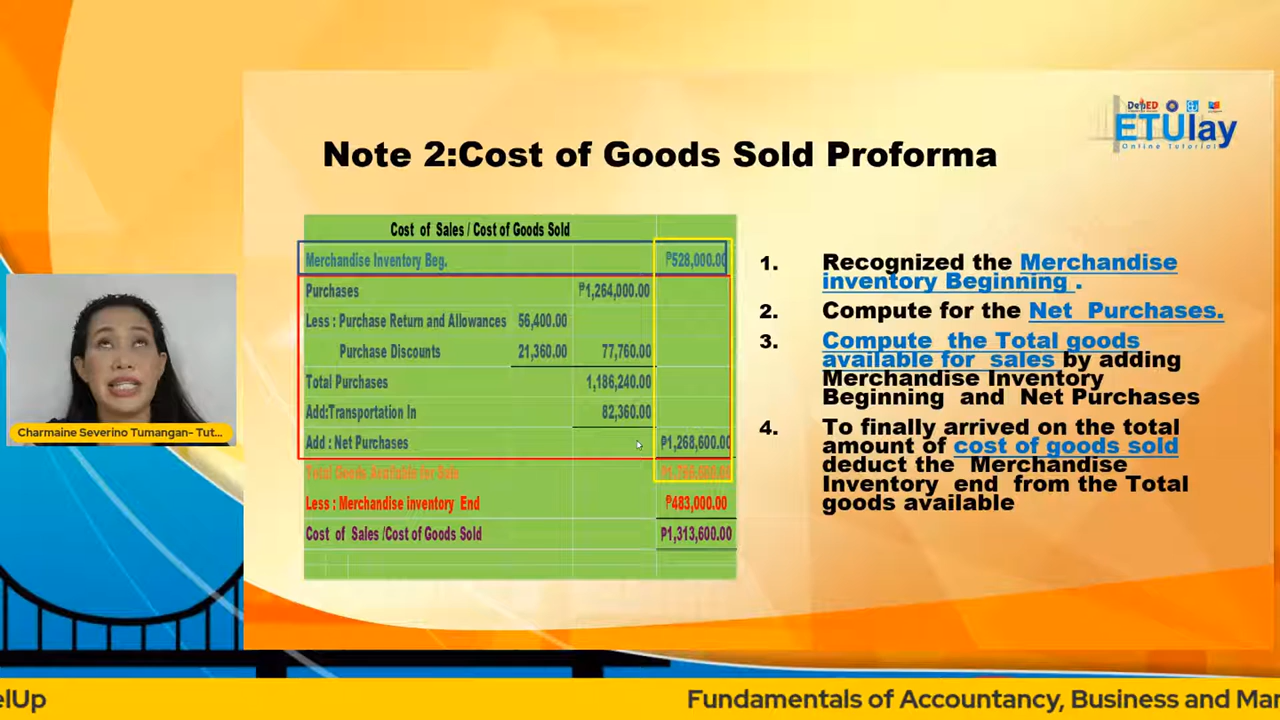 DepED
ETUlay
Online Tutorial
Note 2:Cost of Goods Sold Proforma
Cost of Sales / Cost of Goods Sold
Merchandise Inventory Beg. ₱528,000.00
Purchases ₱1,264,000.00
Less : Purchase Return and Allowances 56,400.00
Purchase Discounts 21,360.00 77,760.00
Total Purchases 1,186,240.00
Add:Transportation In 82,360.00
Add : Net Purchases ₱1,268,600.00
Total Goods Available for Sale
Less : Merchandise inventory End ₱483,000.00
Cost of Sales /Cost of Goods Sold ₱1,313,600.00
1. Recognized the Merchandise
inventory Beginning .
2. Compute for the Net Purchases.
3. Compute the Total goods
available for sales by adding
Merchandise Inventory
Beginning and Net Purchases
4. To finally arrived on the total
amount of cost of goods sold
deduct the Merchandise
Inventory end from the Total
goods available
Charmaine Severino Tumangan- Tut...
elUp
Fundamentals of Accountancy, Business and Mar